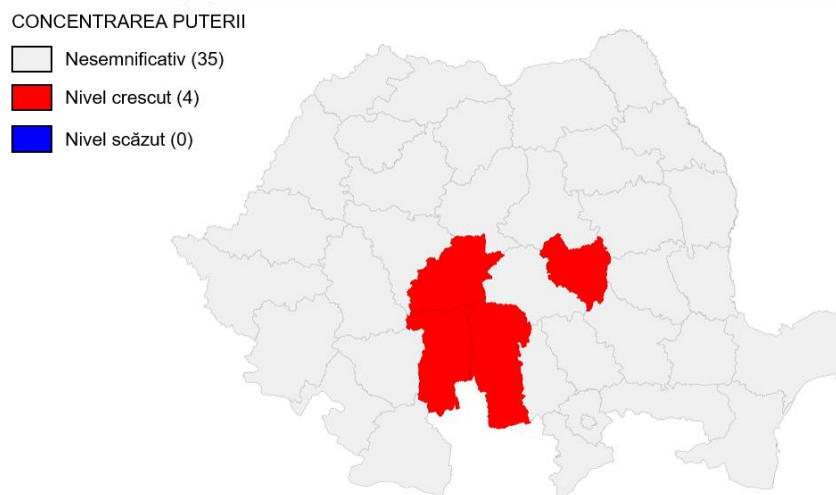 CONCENTRAREA PUTERII
Nesemnificativ (35)
Nivel crescut (4)
Nivel scăzut (0)